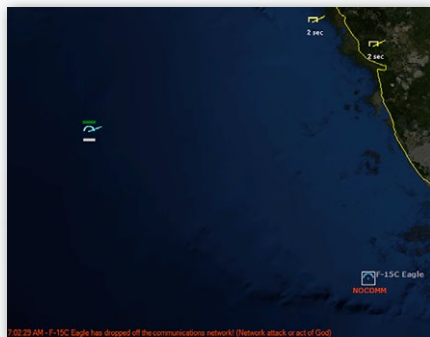 2 sec
2 sec
F-15C Eagle
NOCOMM
7:02:29 AM - F-15C Eagle has dropped off the communications network! (Network attack or act of God)